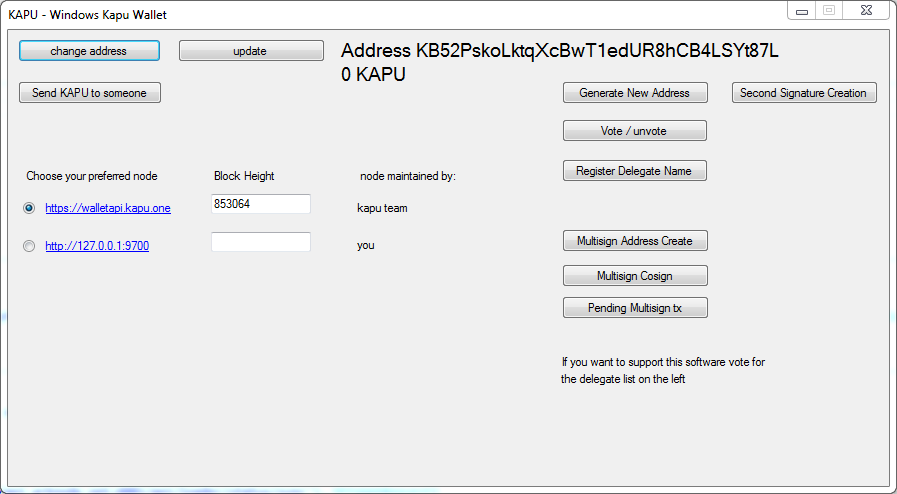 KAPU - Windows Kapu Wallet
change address
update
Address KB52PskoLktqXcBwT1edUR8hCB4LSYt87L
0 KAPU
Send KAPU to someone
Generate New Address
Second Signature Creation
Vote / unvote
Register Delegate Name
Choose your preferred node
Block Height
node maintained by:
https://walletapi.kapu.one
853064
kapu team
http://127.0.0.1:9700
you
Multisign Address Create
Multisign Cosign
Pending Multisign tx
If you want to support this software vote for
the delegate list on the left